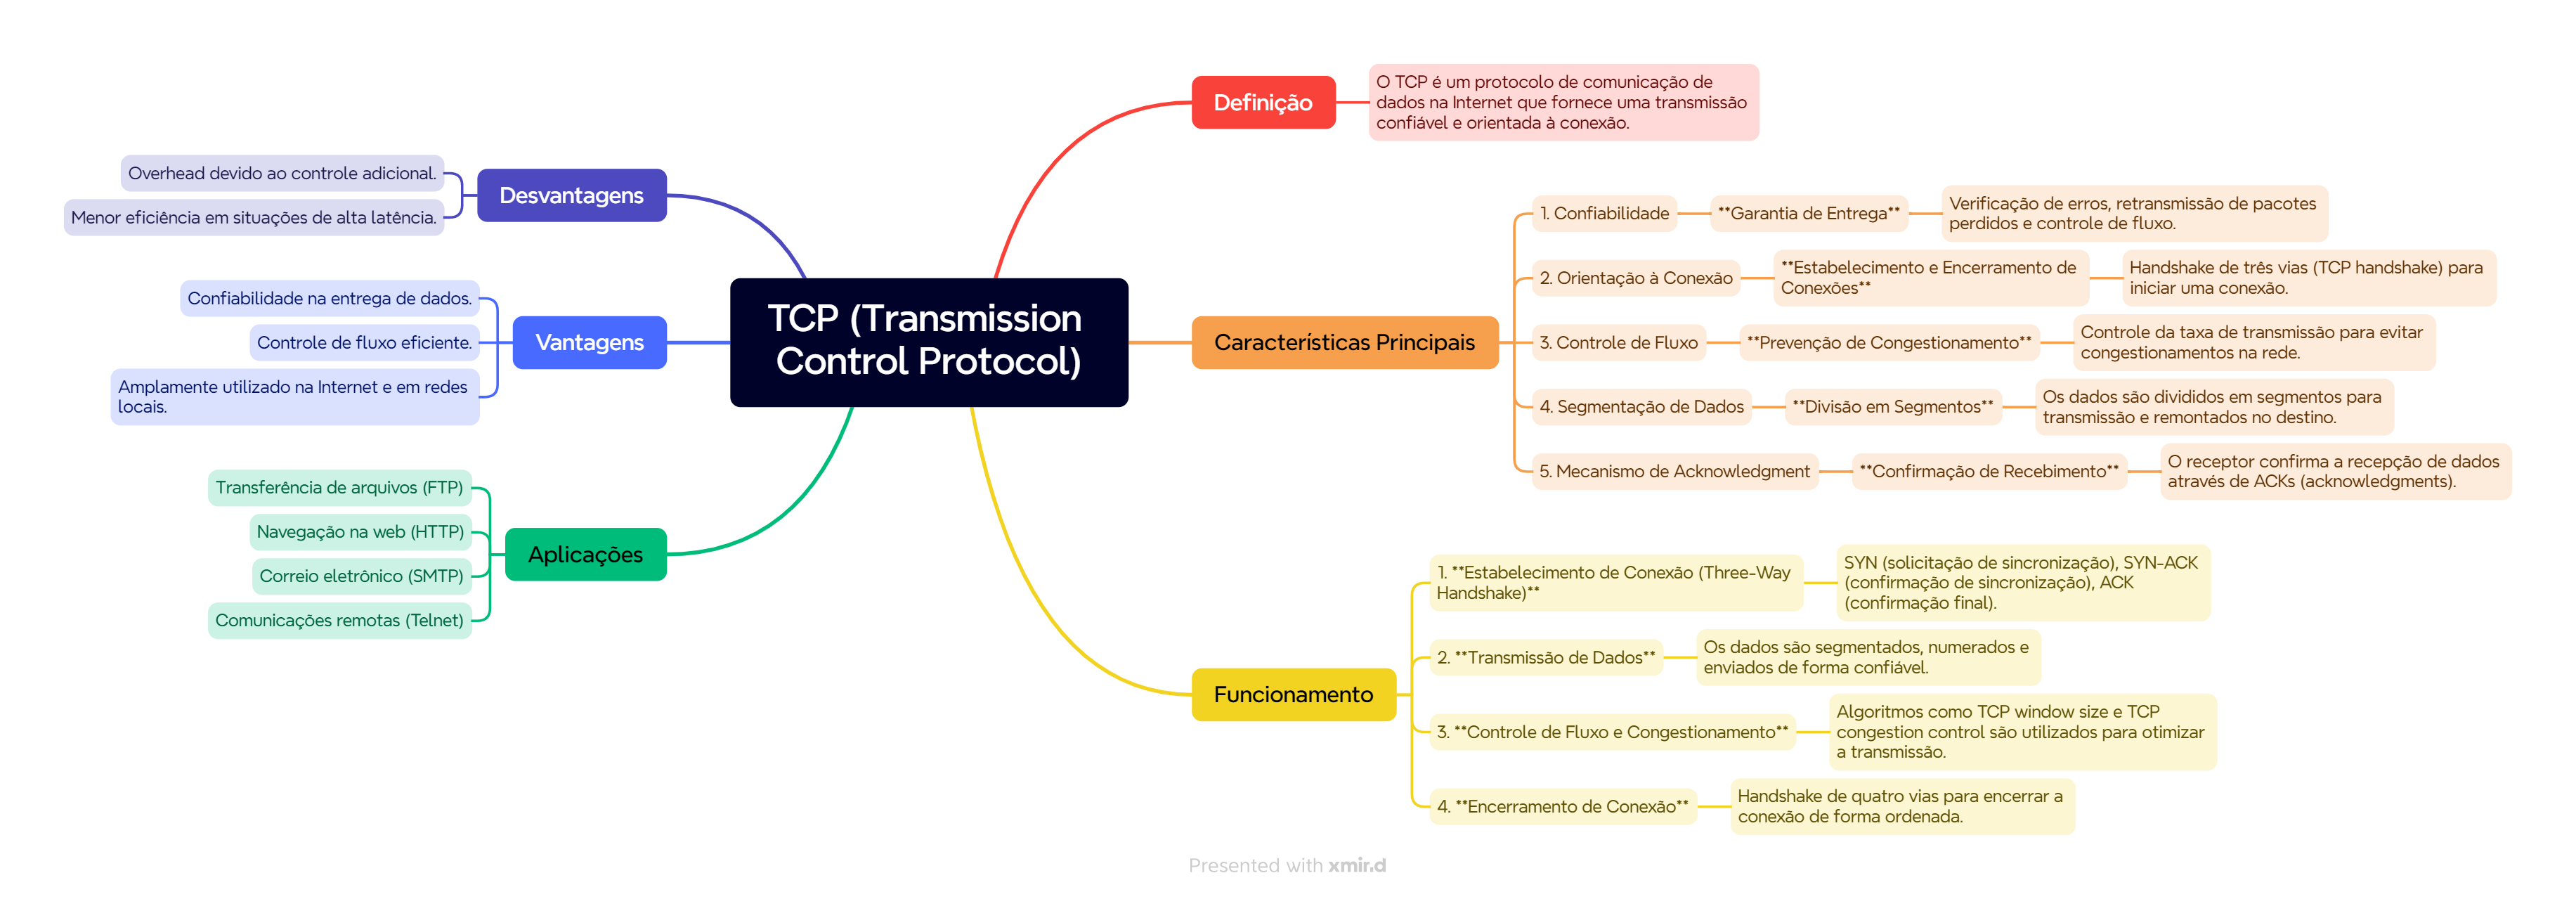 TCP (Transmission
Control Protocol)
Definição
O TCP é um protocolo de comunicação de
dados na Internet que fornece uma transmissão
confiável e orientada à conexão.
Características Principais
1. Confiabilidade
**Garantia de Entrega**
Verificação de erros, retransmissão de pacotes
perdidos e controle de fluxo.
2. Orientação à Conexão
**Estabelecimento e Encerramento de
Conexões**
Handshake de três vias (TCP handshake) para
iniciar uma conexão.
3. Controle de Fluxo
**Prevenção de Congestionamento**
Controle da taxa de transmissão para evitar
congestionamentos na rede.
4. Segmentação de Dados
**Divisão em Segmentos**
Os dados são divididos em segmentos para
transmissão e remontados no destino.
5. Mecanismo de Acknowledgment
**Confirmação de Recebimento**
O receptor confirma a recepção de dados
através de ACKs (acknowledgments).
Funcionamento
1. **Estabelecimento de Conexão (Three-Way
Handshake)**
SYN (solicitação de sincronização), SYN-ACK
(confirmação de sincronização), ACK
(confirmação final).
2. **Transmissão de Dados**
Os dados são segmentados, numerados e
enviados de forma confiável.
3. **Controle de Fluxo e Congestionamento**
Algoritmos como TCP window size e TCP
congestion control são utilizados para otimizar
a transmissão.
4. **Encerramento de Conexão**
Handshake de quatro vias para encerrar a
conexão de forma ordenada.
Desvantagens
Overhead devido ao controle adicional.
Menor eficiência em situações de alta latência.
Vantagens
Confiabilidade na entrega de dados.
Controle de fluxo eficiente.
Amplamente utilizado na Internet e em redes
locais.
Aplicações
Transferência de arquivos (FTP)
Navegação na web (HTTP)
Correio eletrônico (SMTP)
Comunicações remotas (Telnet)
Presented with xmind